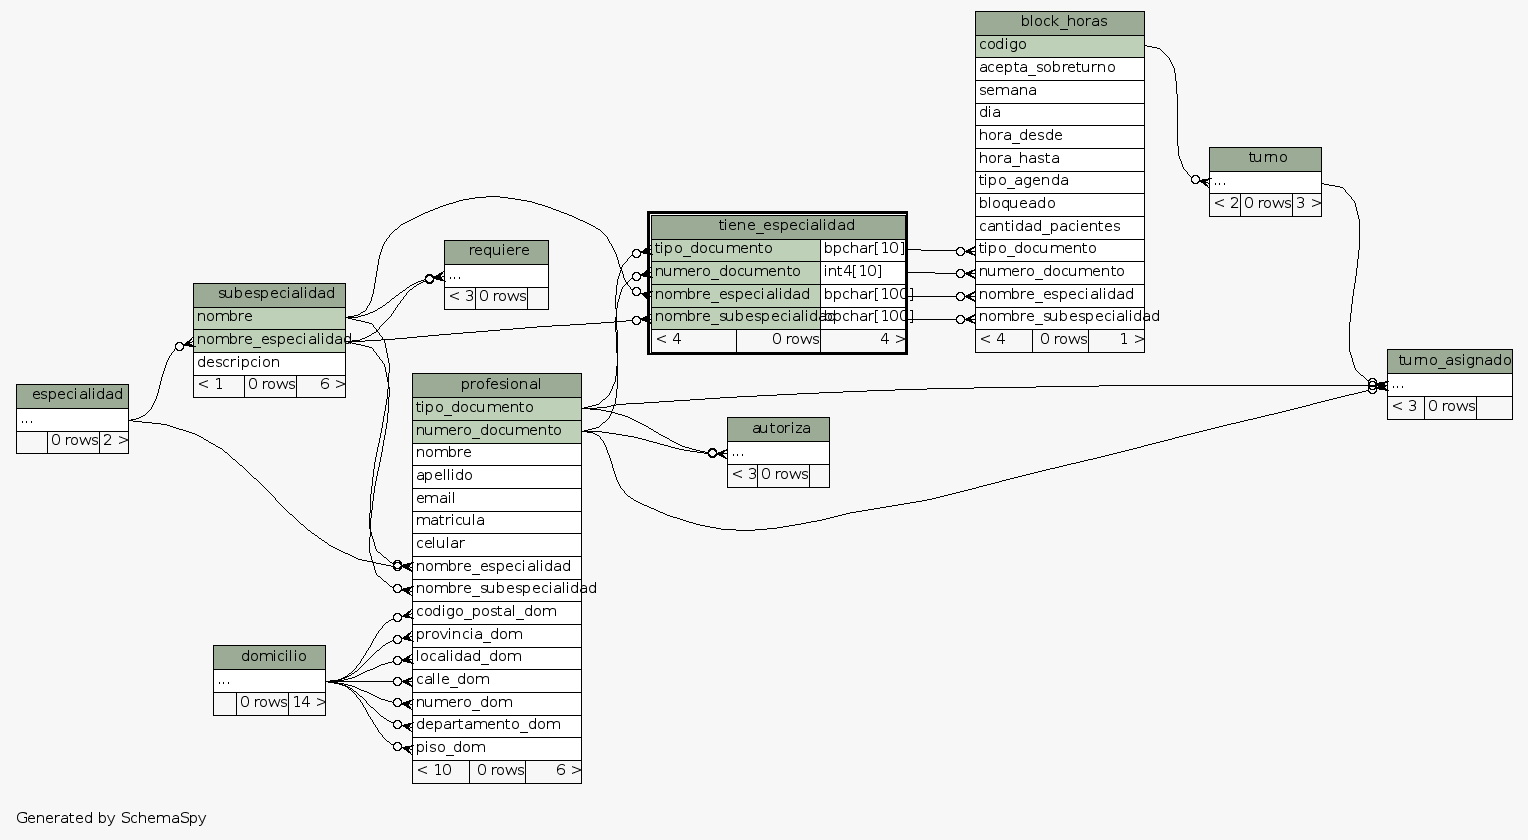 block_horas
codigo
acepta_sobreturno
semana
dia
hora_desde
hora_hasta
tipo_agenda
bloqueado
cantidad_pacientes
tipo_documento
numero_documento
nombre_especialidad
nombre_subespecialidad
< 4 0 rows 1 >
turno
...
< 2 0 rows 3 >
tiene_especialidad
tipo_documento bpchar[10]
numero_documento int4[10]
nombre_especialidad bpchar[100]
nombre_subespecialidad bpchar[100]
< 4 0 rows 4 >
requiere
...
< 3 0 rows
subespecialidad
nombre
nombre_especialidad
descripcion
< 1 0 rows 6 >
turno_asignado
...
< 3 0 rows
especialidad
...
0 rows 2 >
profesional
tipo_documento
numero_documento
nombre
apellido
email
matricula
celular
nombre_especialidad
nombre_subespecialidad
codigo_postal_dom
provincia_dom
localidad_dom
calle_dom
numero_dom
departamento_dom
piso_dom
< 10 0 rows 6 >
autoriza
...
< 3 0 rows
domicilio
...
0 rows 14 >
Generated by SchemaSpy